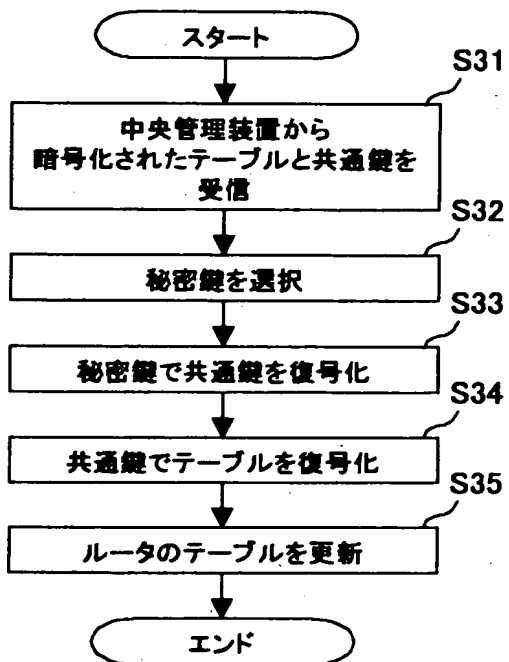 スタート
S31
中央管理装置から
暗号化されたテーブルと共通鍵を
受信
S32
秘密鍵を選択
S33
秘密鍵で共通鍵を復号化
S34
共通鍵でテーブルを復号化
S35
ルータのテーブルを更新
エンド